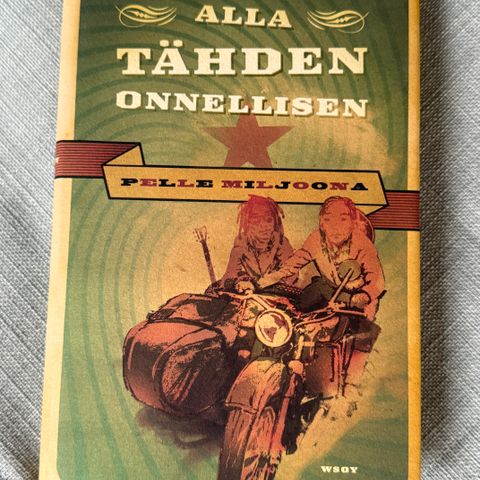 ALLA
TÄHDEN
ONNELLISEN
PELLE MILJOONA
WSOY